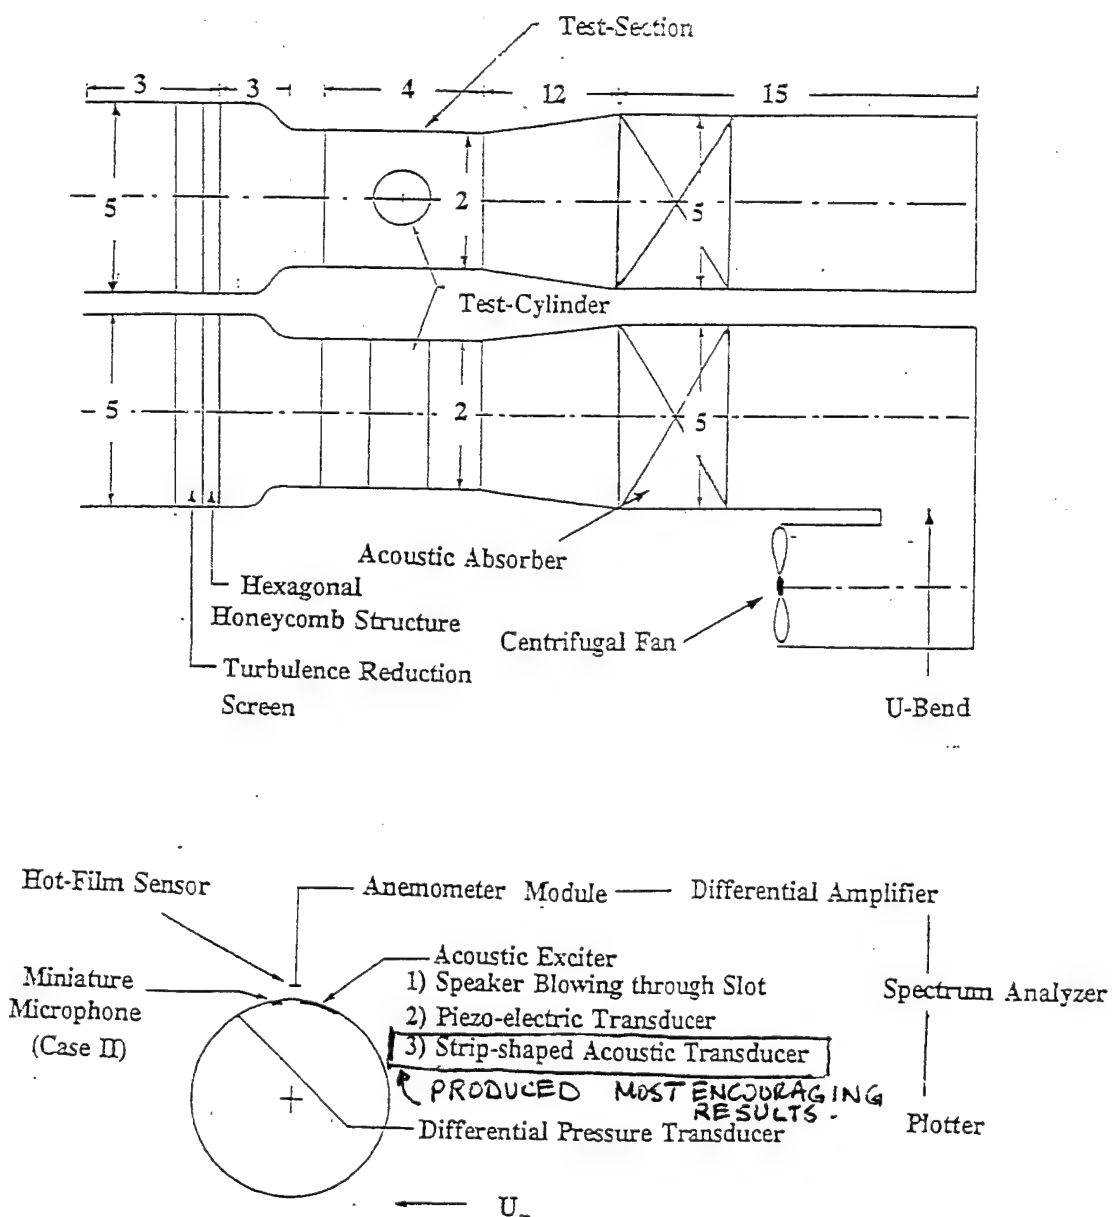 Test-Section
3 3 4 12 15
5 2 5
Test-Cylinder
5 2 5
Acoustic Absorber
Hexagonal
Honeycomb Structure
Centrifugal Fan
Turbulence Reduction
Screen
U-Bend
Hot-Film Sensor
Anemometer Module
Differential Amplifier
Miniature
Microphone
(Case II)
Acoustic Exciter
1) Speaker Blowing through Slot
2) Piezo-electric Transducer
3) Strip-shaped Acoustic Transducer
PRODUCED MOST ENCOURAGING
RESULTS.
Spectrum Analyzer
Differential Pressure Transducer
Plotter
U